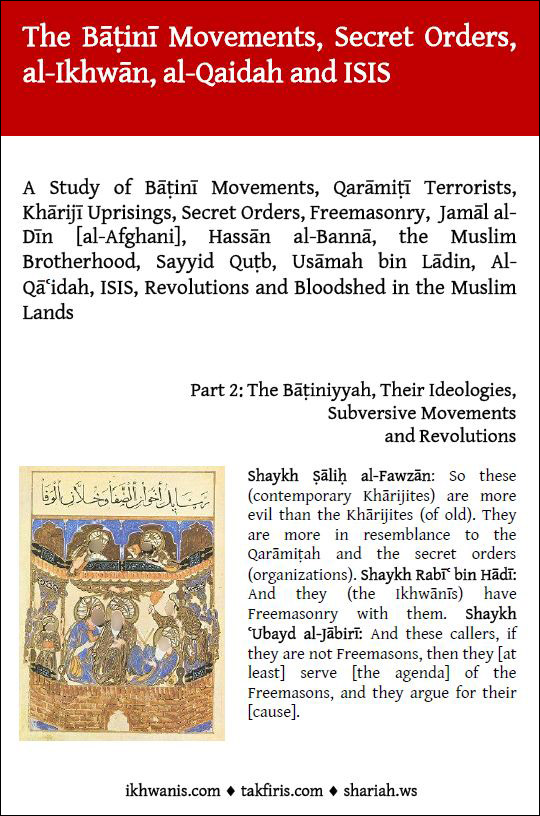 The Bāṭinī Movements, Secret Orders,
al-Ikhwān, al-Qaidah and ISIS
A Study of Bāṭinī Movements, Qarāmiṭī Terrorists,
Khārijī Uprisings, Secret Orders, Freemasonry, Jamāl al-
Dīn [al-Afghani], Hassān al-Bannā, the Muslim
Brotherhood, Sayyid Quṭb, Usāmah bin Lādin, Al-
Qāʿidah, ISIS, Revolutions and Bloodshed in the Muslim
Lands
Part 2: The Bāṭiniyyah, Their Ideologies,
Subversive Movements
and Revolutions
Shaykh Ṣāliḥ al-Fawzān: So these
(contemporary Khārijites) are more
evil than the Khārijites (of old). They
are more in resemblance to the
Qarāmiṭah and the secret orders
(organizations). Shaykh Rabīʿ bin Hādī:
And they (the Ikhwānīs) have
Freemasonry with them. Shaykh
ʿUbayd al-Jābirī: And these callers, if
they are not Freemasons, then they [at
least] serve [the agenda] of the
Freemasons, and they argue for their
[cause].
ikhwanis.com ♦ takfiris.com ♦ shariah.ws